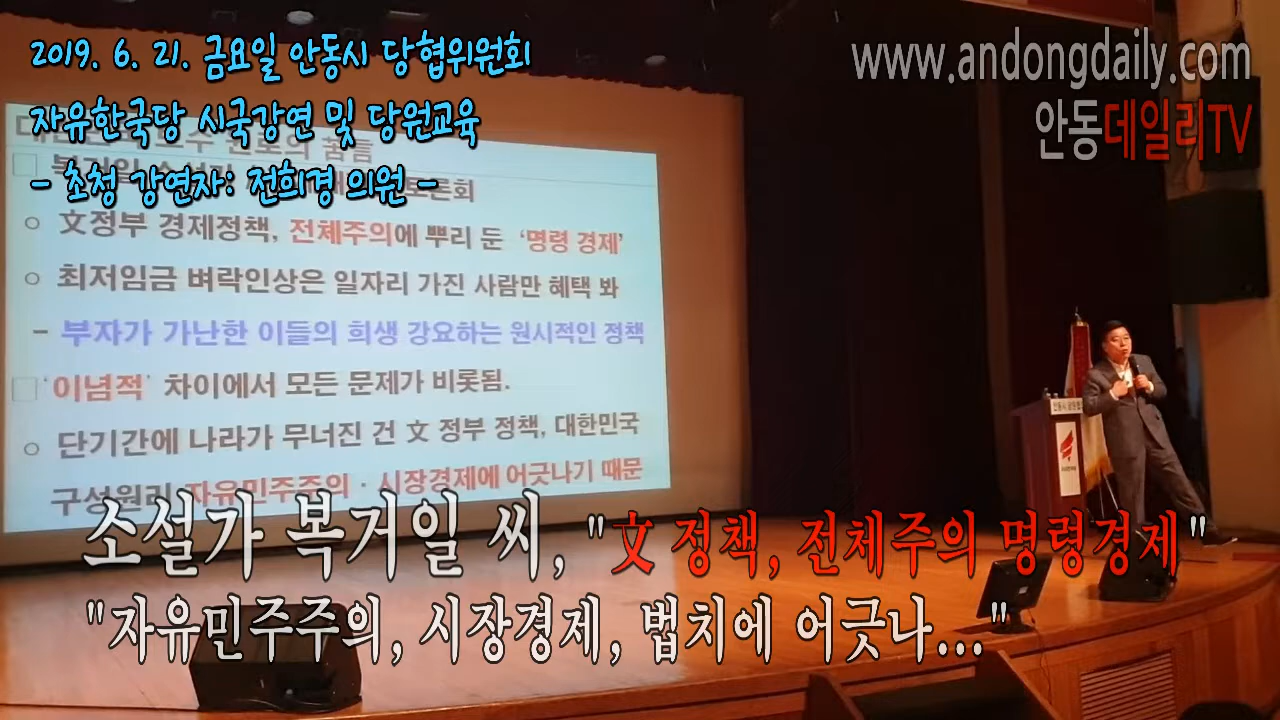 2019. 6. 21. 금요일 안동시 당협위원회
자유한국당 시국강연 및 당원교육
- 초청 강연자: 전희경 의원 -
www.andongdaily.com
안동데일리TV
토론회
○ 文정부 경제정책, 전체주의에 뿌리 둔 '명령 경제'
○ 최저임금 벼락인상은 일자리 가진 사람만 혜택 봐
- 부자가 가난한 이들의 희생 강요하는 원시적인 정책
□ '이념적' 차이에서 모든 문제가 비롯됨.
○ 단기간에 나라가 무너진 건 文 정부 정책, 대한민국
구성원리 자유민주주의·시장경제에 어긋나기 때문
소설가 복거일 씨, "文 정책, 전체주의 명령경제"
"자유민주주의, 시장경제, 법치에 어긋나..."